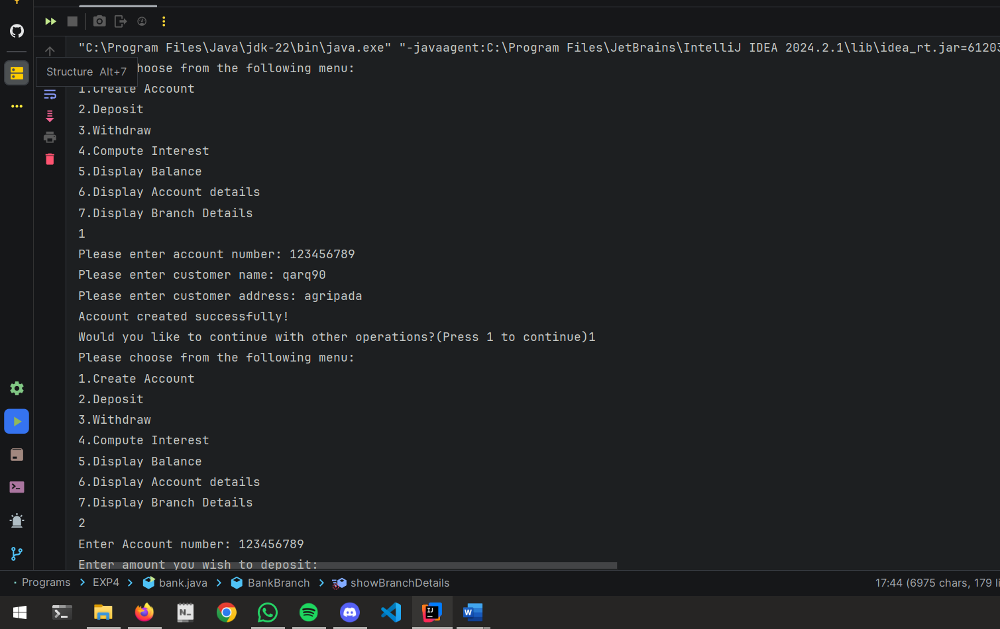 "C:\Program Files\Java\jdk-22\bin\java.exe" "-javaagent:C:\Program Files\JetBrains\IntelliJ IDEA 2024.2.1\lib\idea_rt.jar=61203
hoose from the following menu:
Structure Alt+7
1.Create Account
2.Deposit
3.Withdraw
4.Compute Interest
5.Display Balance
6.Display Account details
7.Display Branch Details
1
Please enter account number: 123456789
Please enter customer name: qarq90
Please enter customer address: agripada
Account created successfully!
Would you like to continue with other operations?(Press 1 to continue)1
Please choose from the following menu:
1.Create Account
2.Deposit
3.Withdraw
4.Compute Interest
5.Display Balance
6.Display Account details
7.Display Branch Details
2
Enter Account number: 123456789
Enter amount you wish to deposit:
Programs > EXP4 > bank.java > BankBranch > showBranchDetails
17:44 (6975 chars, 179 li